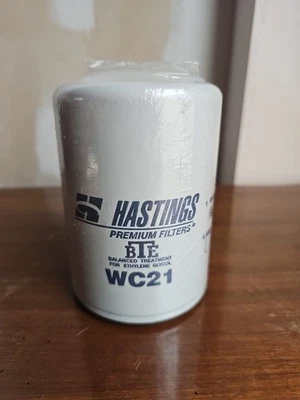 HASTINGS
PREMIUM FILTERS®
BTE
BALANCED TREATMENT
FOR ETHYLENE GLYCOL
WC21